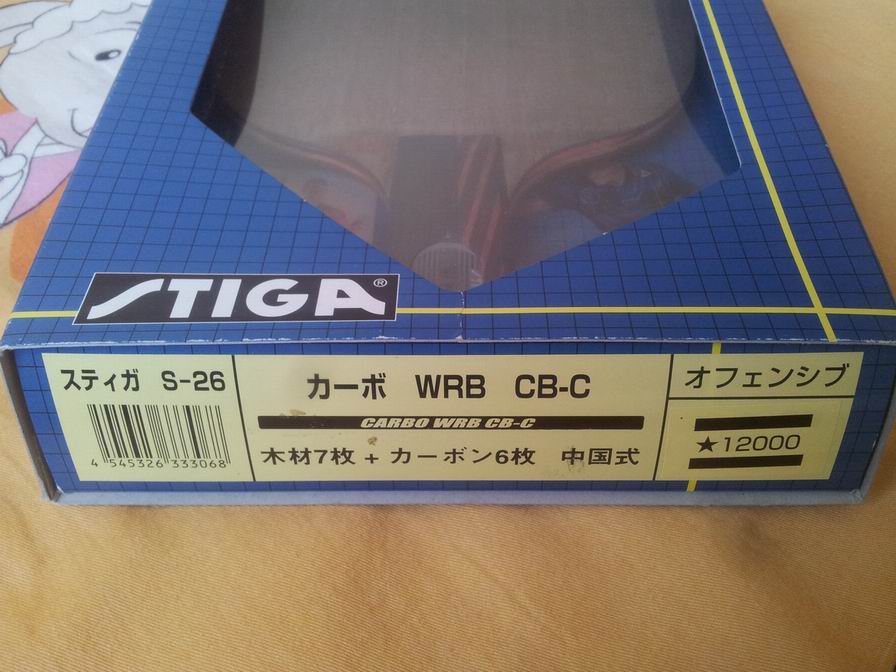 STIGA®
スティガ S-26
4 545326 333068
カーボ WRB CB-C
CARBO WRB CB-C
木材7枚 + カーボン6枚 中国式
オフェンシブ
★12000